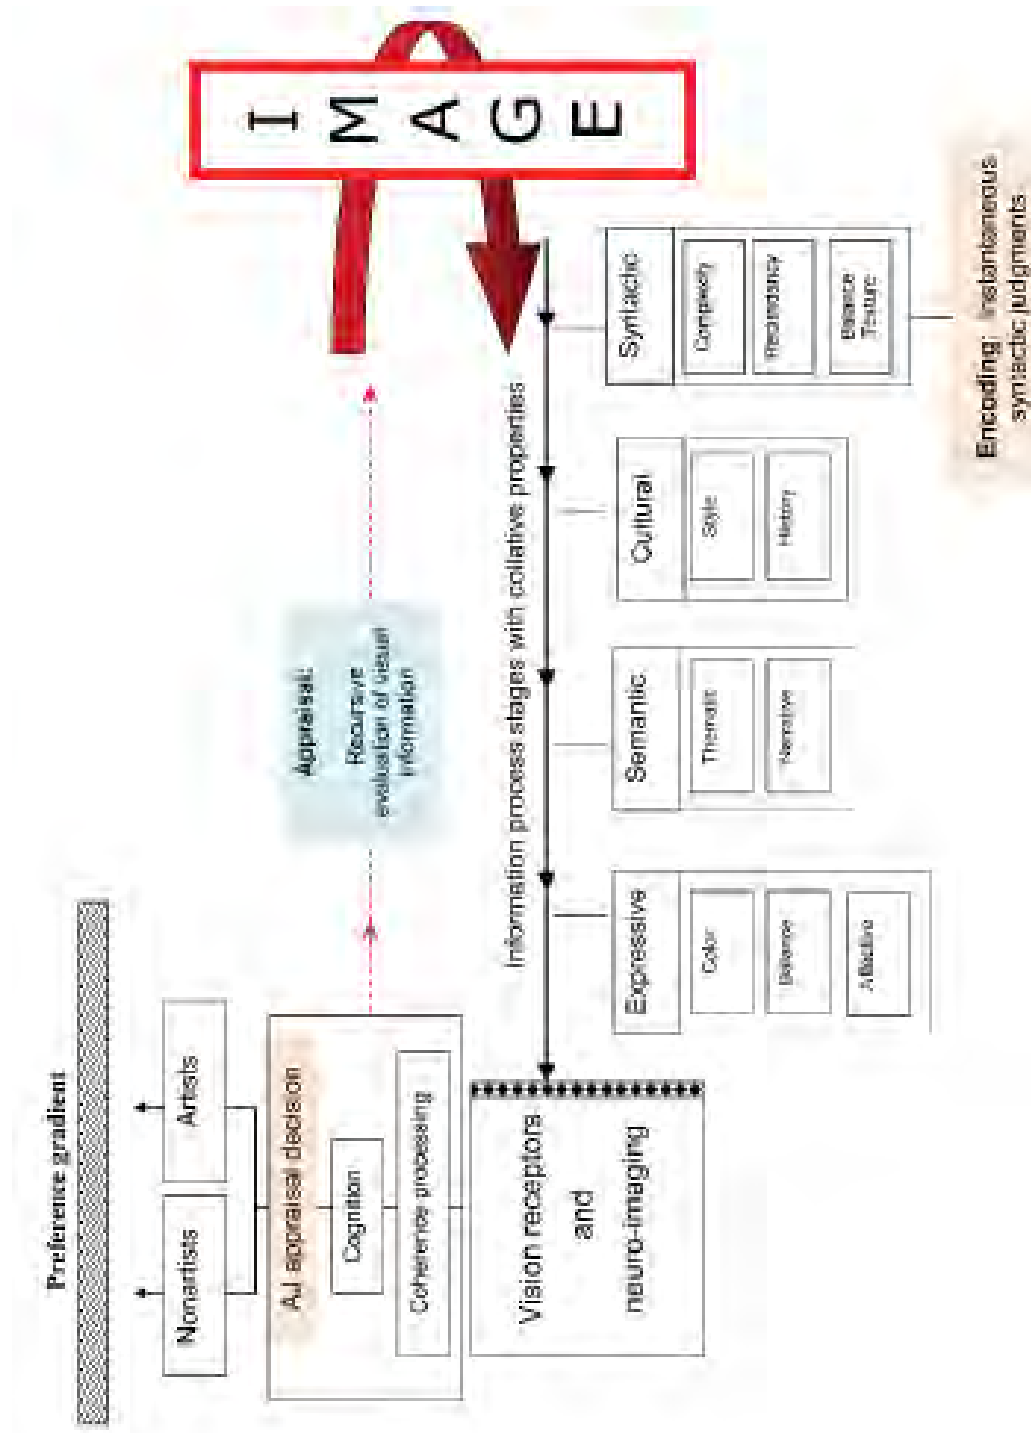 Preference gradient
Nonartists
Artists
AJ appraisal decision
Cognition
Coherence processing
Vision receptors
and
neuro-imaging
Appraisal:
Recursive
evaluation of visual
information
IMAGE
Information process stages with collative properties
Expressive
Color
Balance
Affective
Semantic
Thematic
Narrative
Cultural
Style
History
Syntactic
Complexity
Redundancy
Balance
Texture
Encoding: instantaneous
syntactic judgments